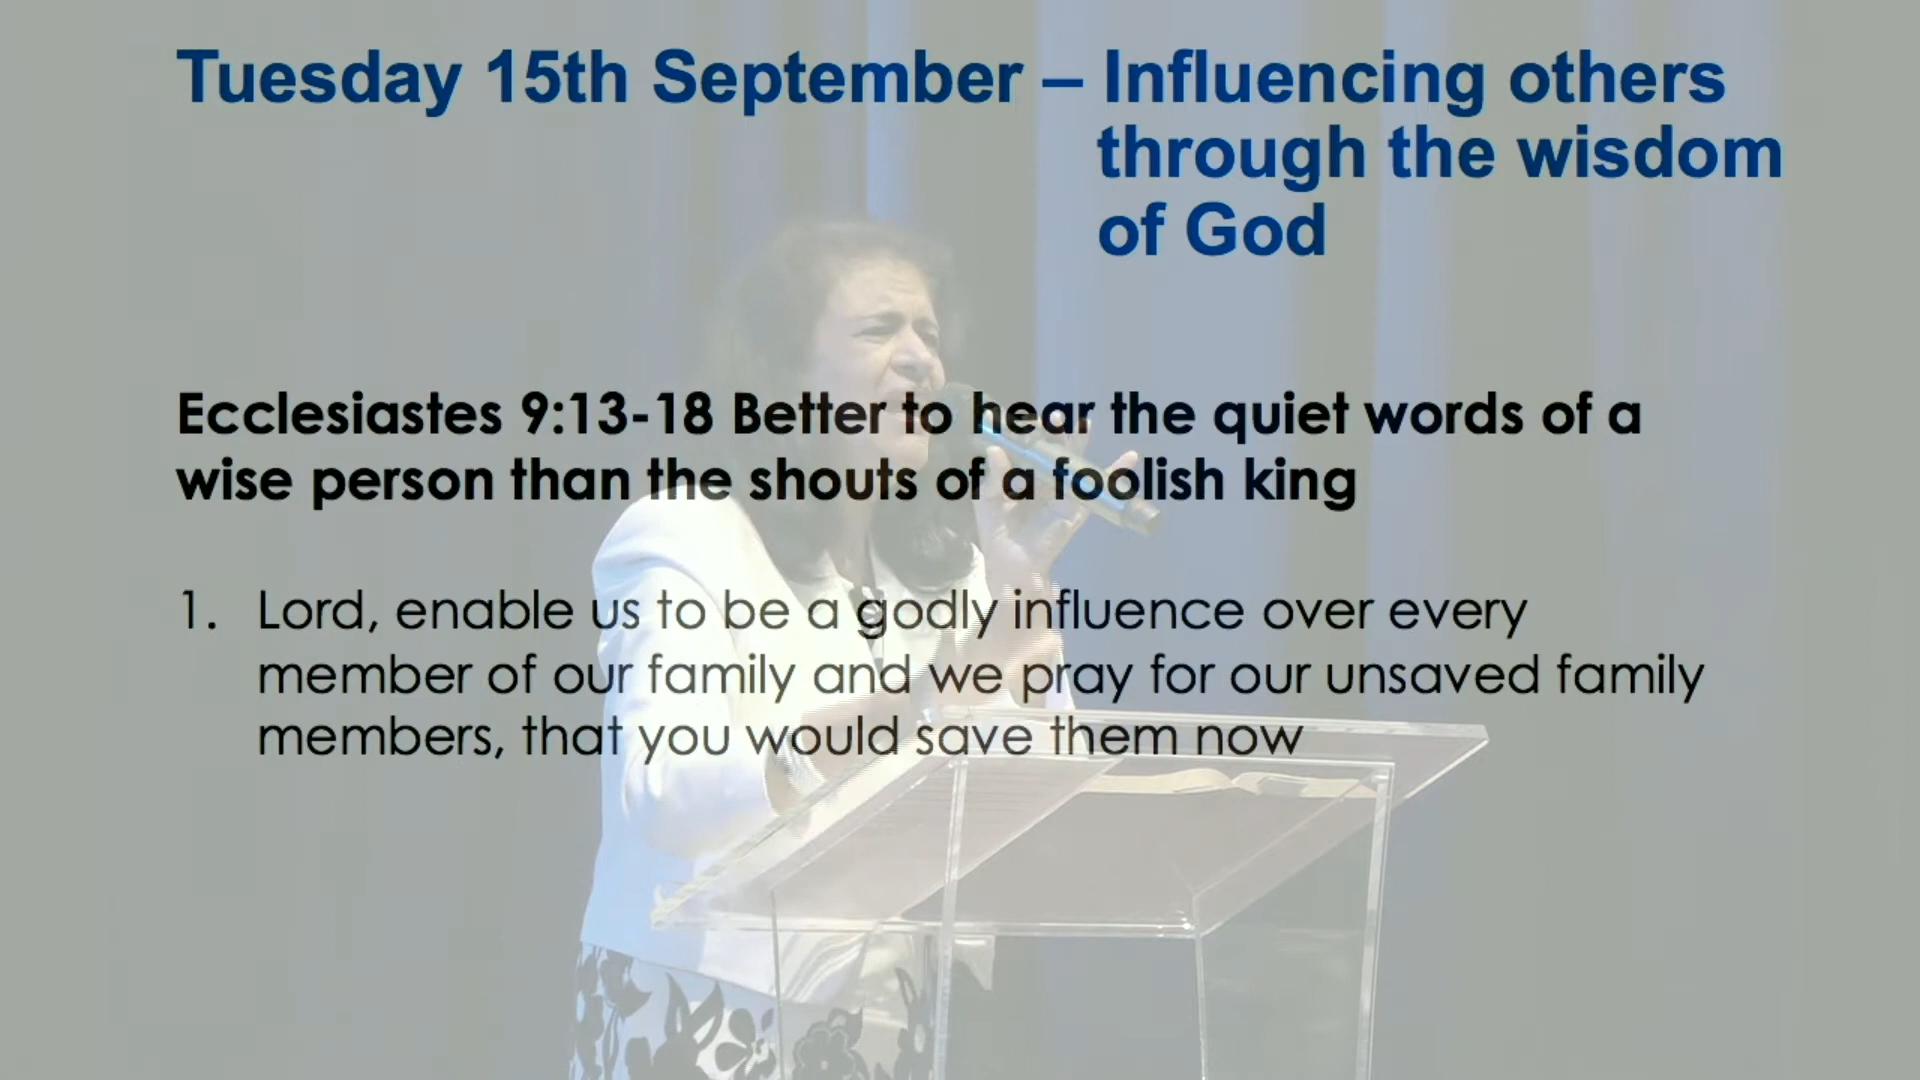 Tuesday 15th September – Influencing others
through the wisdom
of God
Ecclesiastes 9:13-18 Better to hear the quiet words of a
wise person than the shouts of a foolish king
1. Lord, enable us to be a godly influence over every
member of our family and we pray for our unsaved family
members, that you would save them now